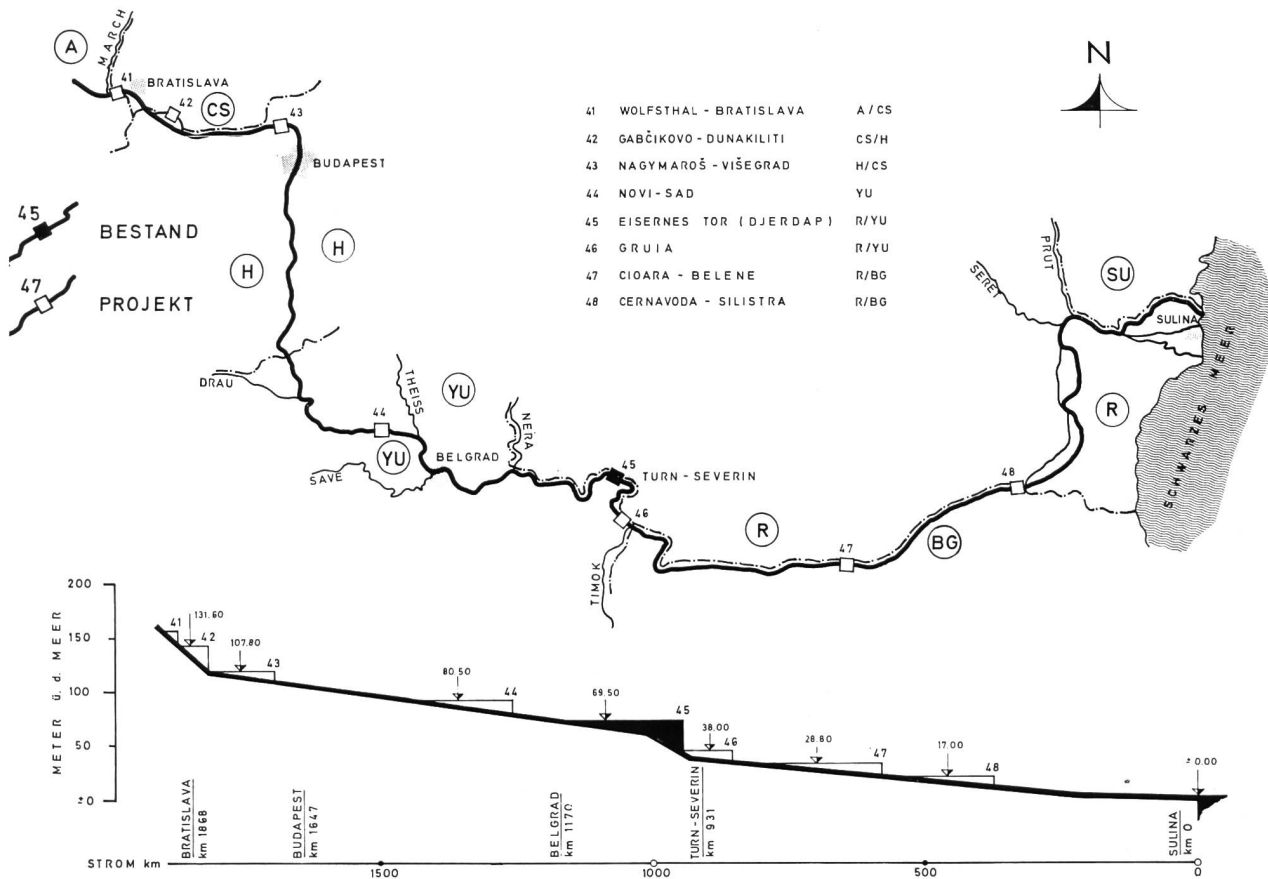 A
MARCH
41
BRATISLAVA
42
CS
43
BUDAPEST
N
41 WOLFSTHAL - BRATISLAVA A/CS
42 GABČIKOVO - DUNAKILITI CS/H
43 NAGYMAROŠ - VIŠEGRAD H/CS
44 NOVI - SAD YU
45 EISERNES TOR (DJERDAP) R/YU
46 GRUIA R/YU
47 CIOARA - BELENE R/BG
48 CERNAVODA - SILISTRA R/BG
45 BESTAND
47 PROJEKT
H
H
DRAU
THEISS
YU
44
YU
SAVE
BELGRAD
NERA
45
TURN - SEVERIN
46
TIMOK
R
47
BG
48
SERET
PRUT
SU
SULINA
R
SCHWARZES MEER
METER ü. d. MEER
200
150
100
50
±0
41
131.60
42
107.80
43
80.50
44
69.50
45
38.00
46
28.80
47
17.00
48
±0.00
BRATISLAVA
km 1868
BUDAPEST
km 1647
BELGRAD
km 1170
TURN - SEVERIN
km 931
SULINA
km 0
STROM km
1500
1000
500
0